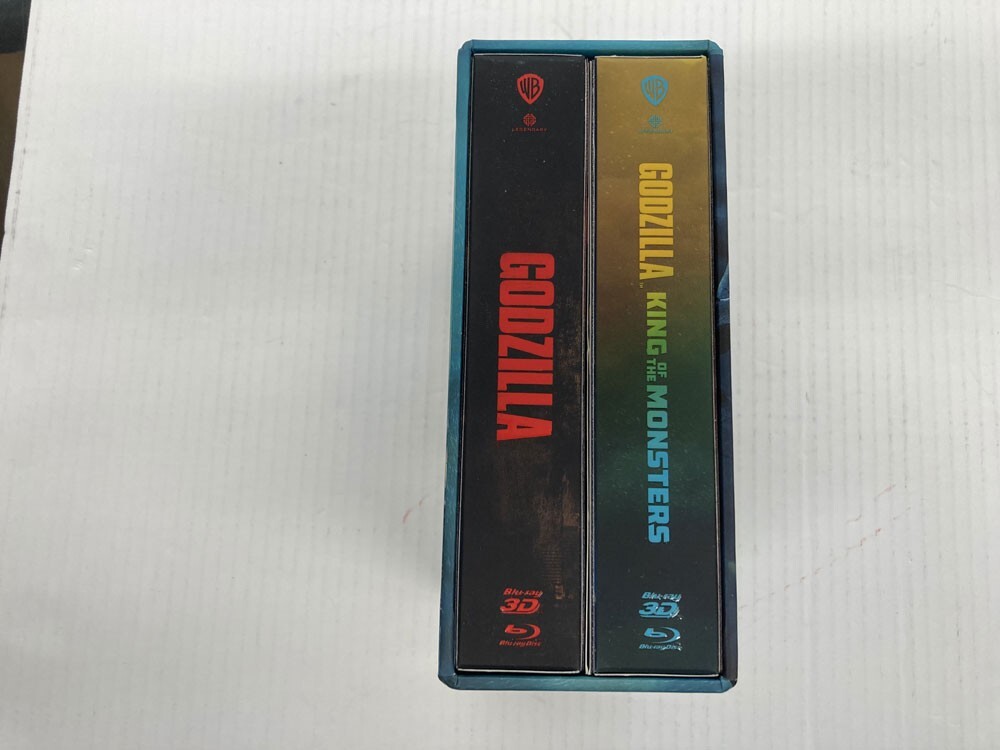 WB
LEGENDARY
GODZILLA
Blu-ray
3D
Blu-ray Disc
WB
LEGENDARY
GODZILLA KING OF THE MONSTERS
Blu-ray
3D
Blu-ray Disc